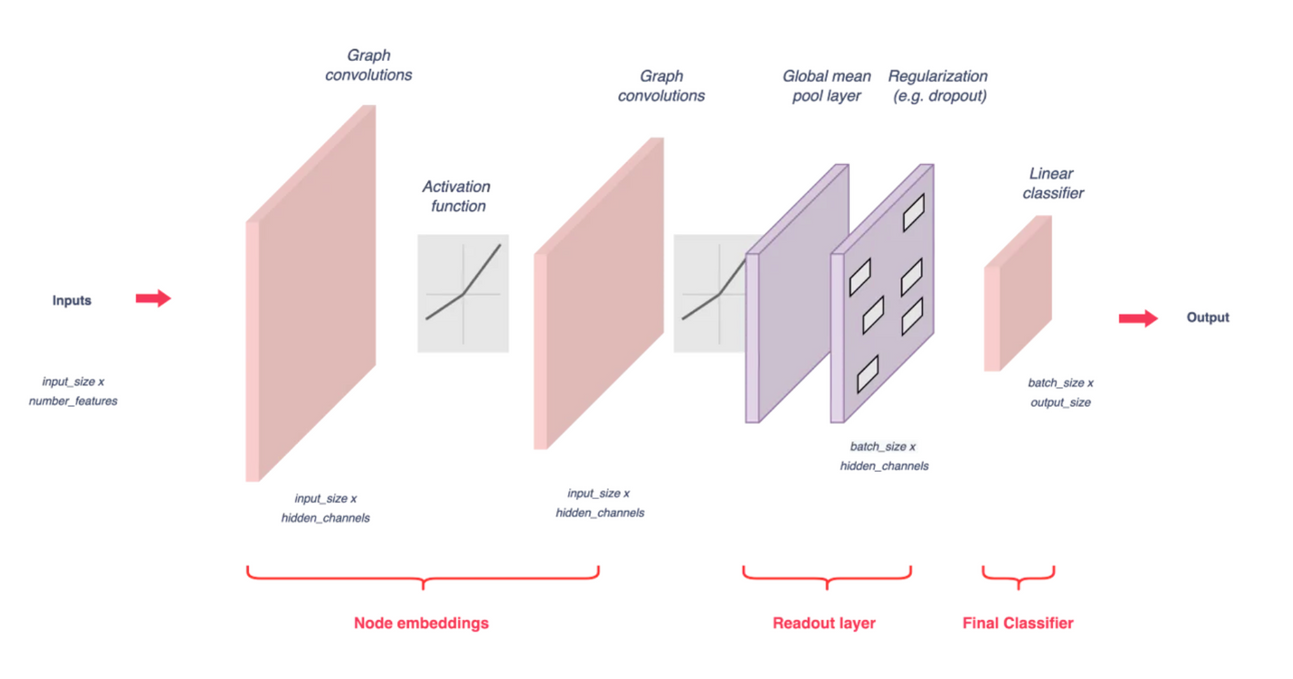 Graph
convolutions
Graph
convolutions
Global mean
pool layer
Regularization
(e.g. dropout)
Activation
function
Linear
classifier
Inputs
Output
input_size x
number_features
batch_size x
output_size
batch_size x
hidden_channels
input_size x
hidden_channels
input_size x
hidden_channels
Node embeddings
Readout layer
Final Classifier